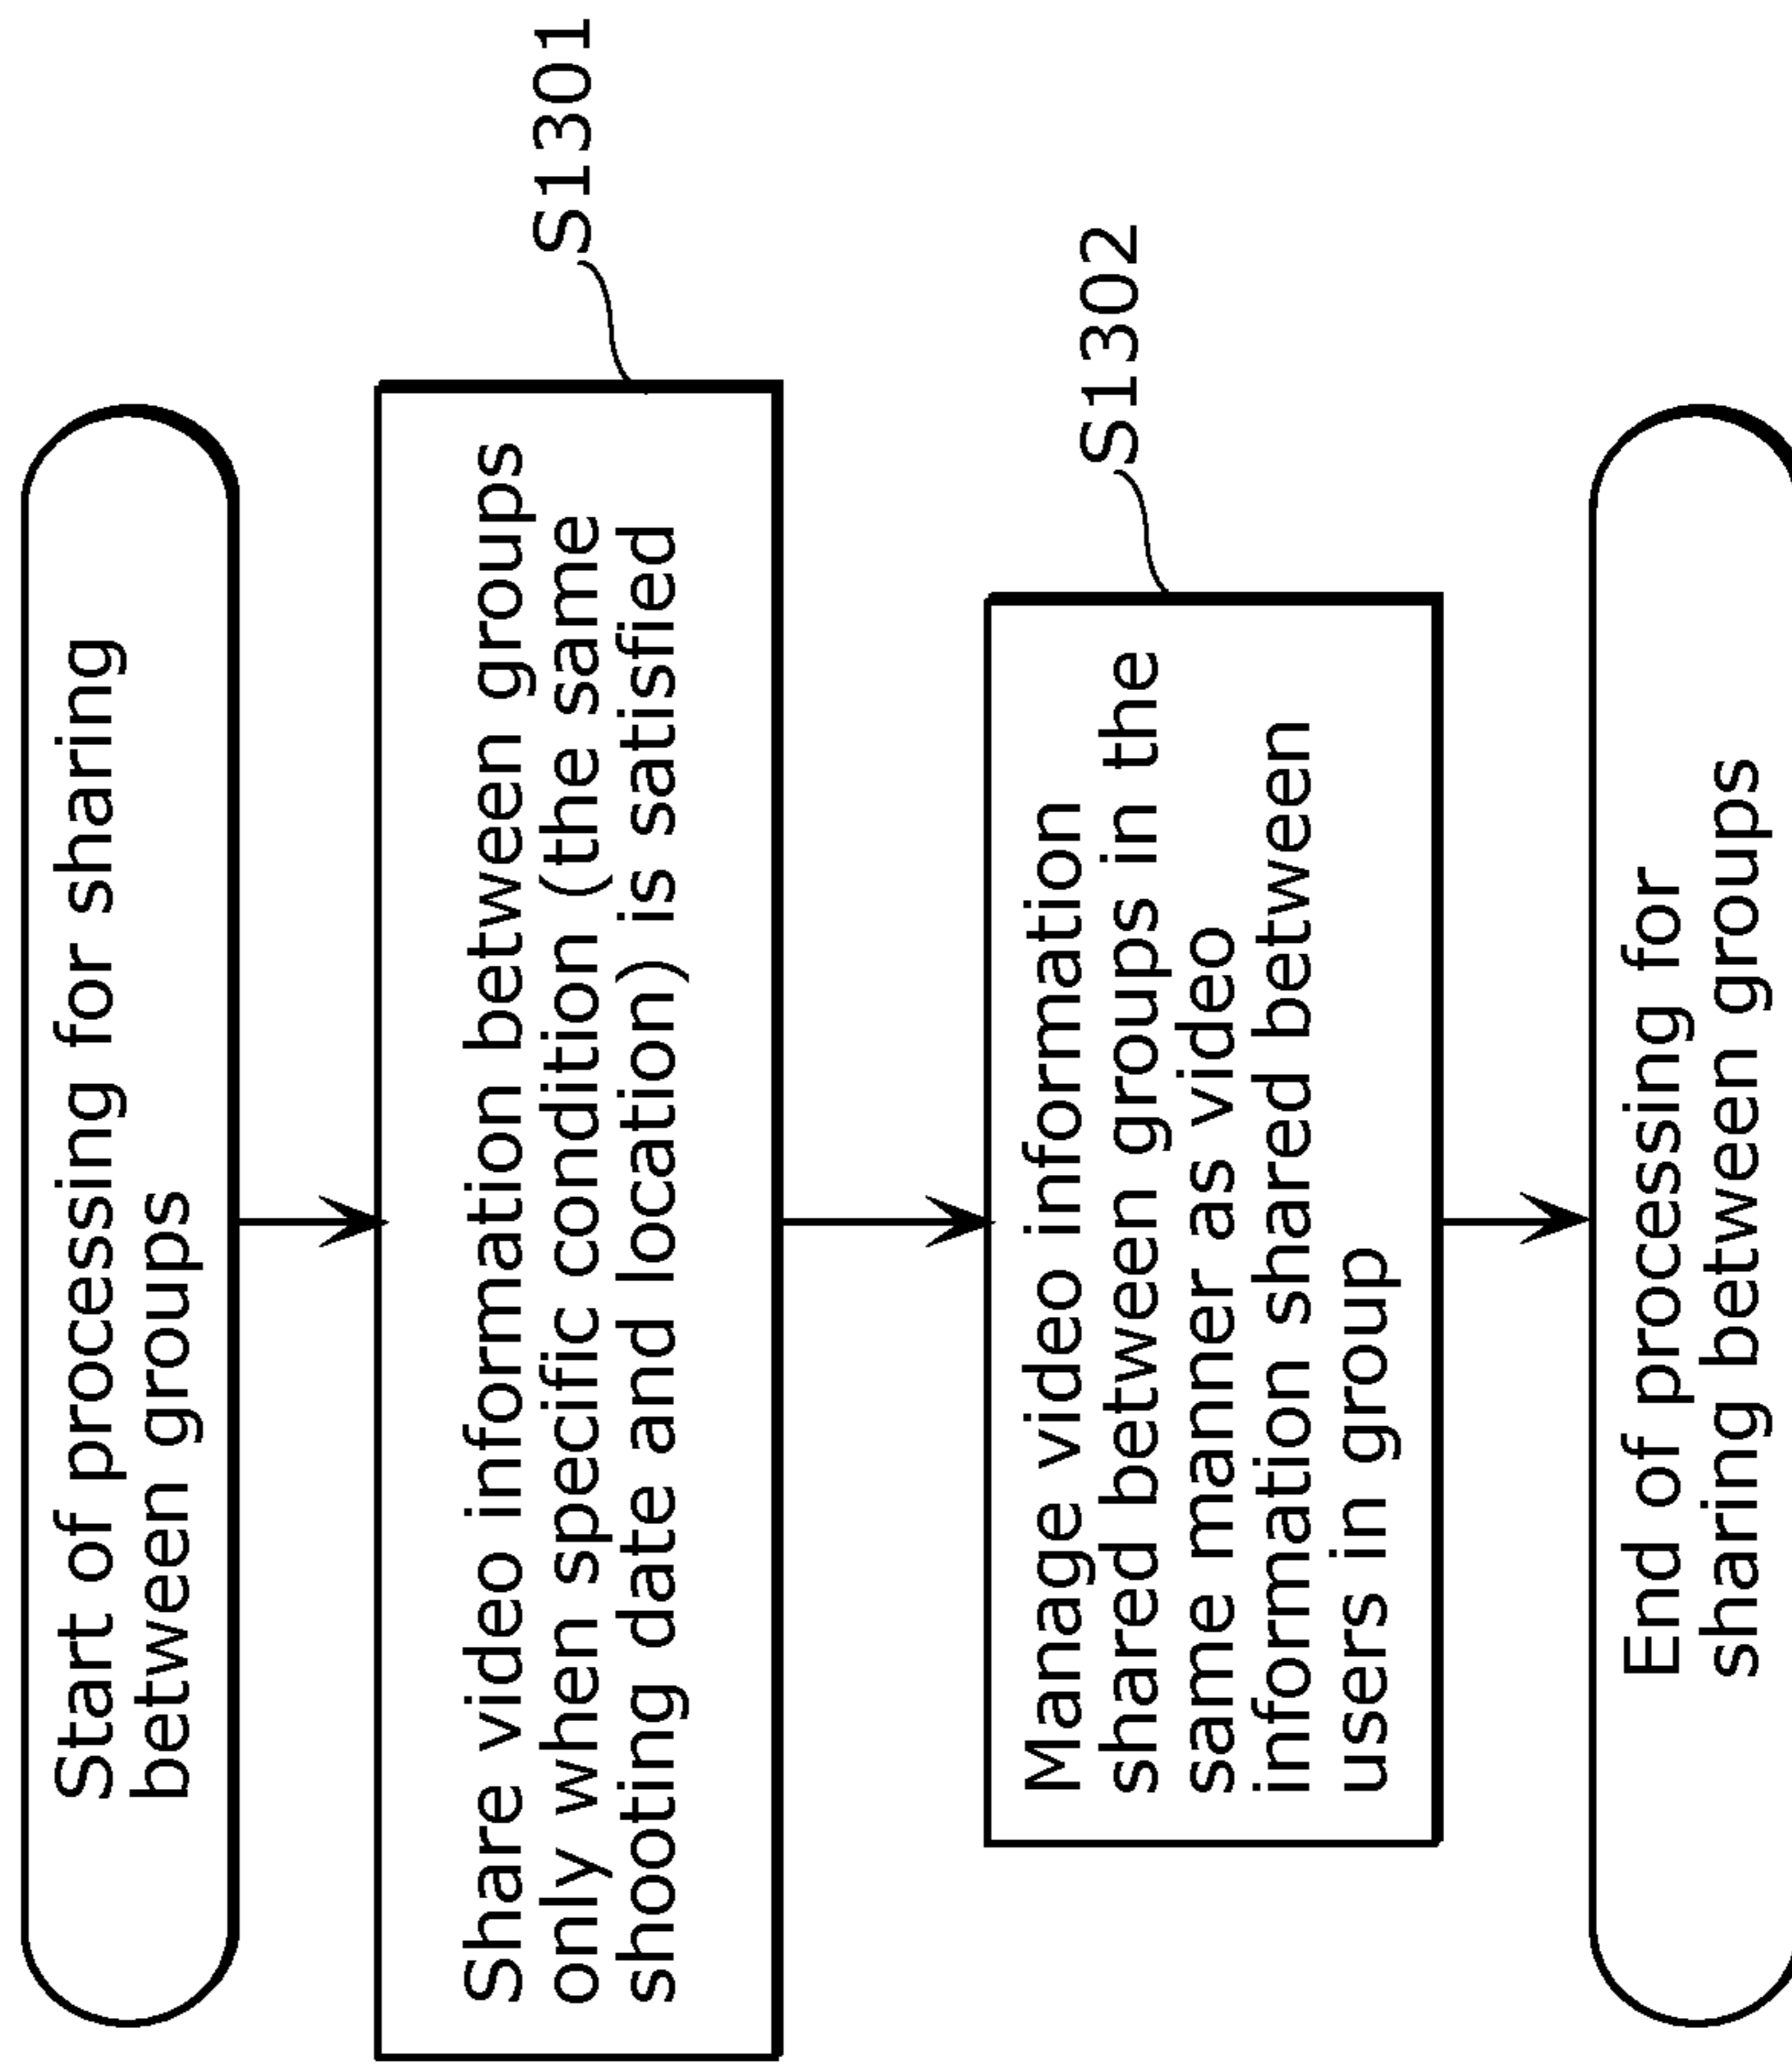 Start of processing for sharing
between groups
Share video information between groups
only when specific condition (the same
shooting date and location) is satisfied
S1301
Manage video information
shared between groups in the
same manner as video
information shared between
users in group
S1302
End of processing for
sharing between groups